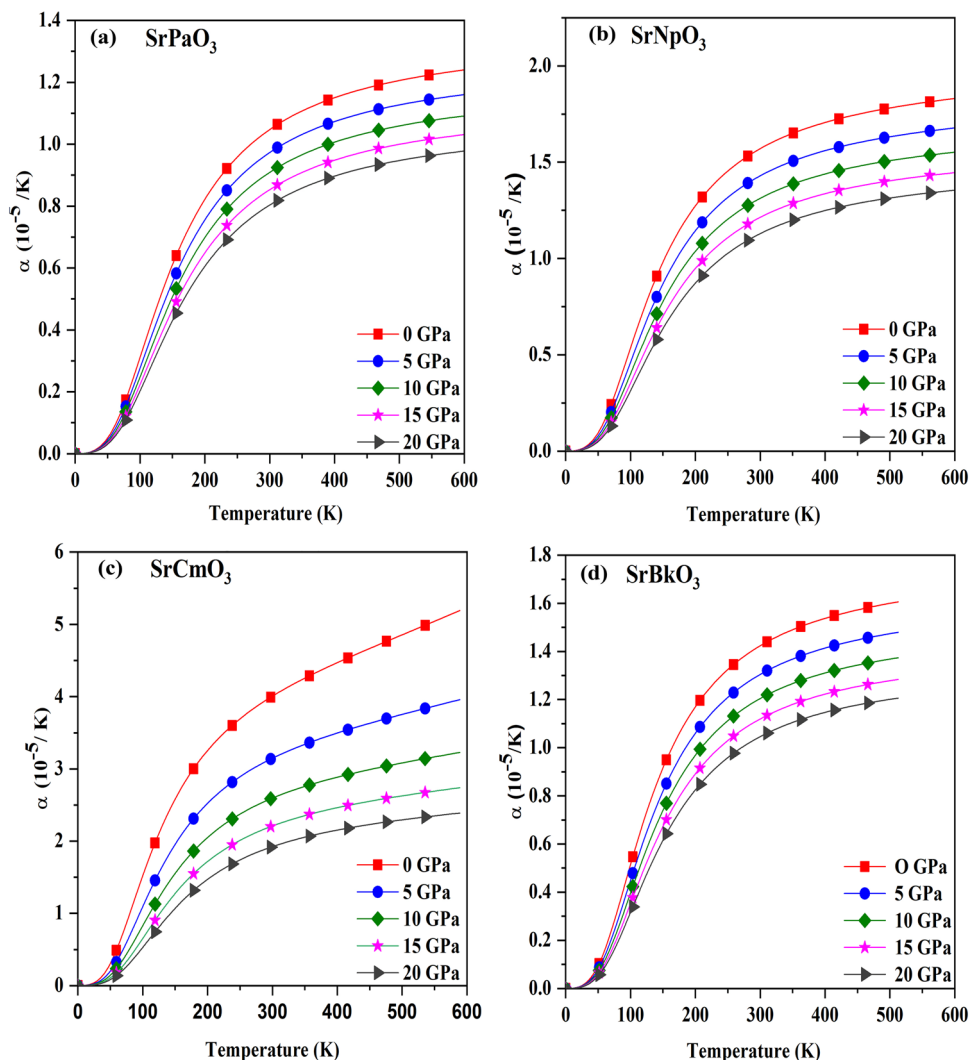 (a) SrPaO3
α (10⁻⁵ /K)
1.4
1.2
1.0
0.8
0.6
0.4
0.2
0.0
0 GPa
5 GPa
10 GPa
15 GPa
20 GPa
0 100 200 300 400 500 600
Temperature (K)
(b) SrNpO3
α (10⁻⁵ /K)
2.0
1.5
1.0
0.5
0.0
0 GPa
5 GPa
10 GPa
15 GPa
20 GPa
0 100 200 300 400 500 600
Temperature (K)
(c) SrCmO3
α (10⁻⁵/ K)
6
5
4
3
2
1
0
0 GPa
5 GPa
10 GPa
15 GPa
20 GPa
0 100 200 300 400 500 600
Temperature (K)
(d) SrBkO3
α (10⁻⁵/K)
1.8
1.6
1.4
1.2
1.0
0.8
0.6
0.4
0.2
0.0
O GPa
5 GPa
10 GPa
15 GPa
20 GPa
0 100 200 300 400 500 600
Temperature (K)